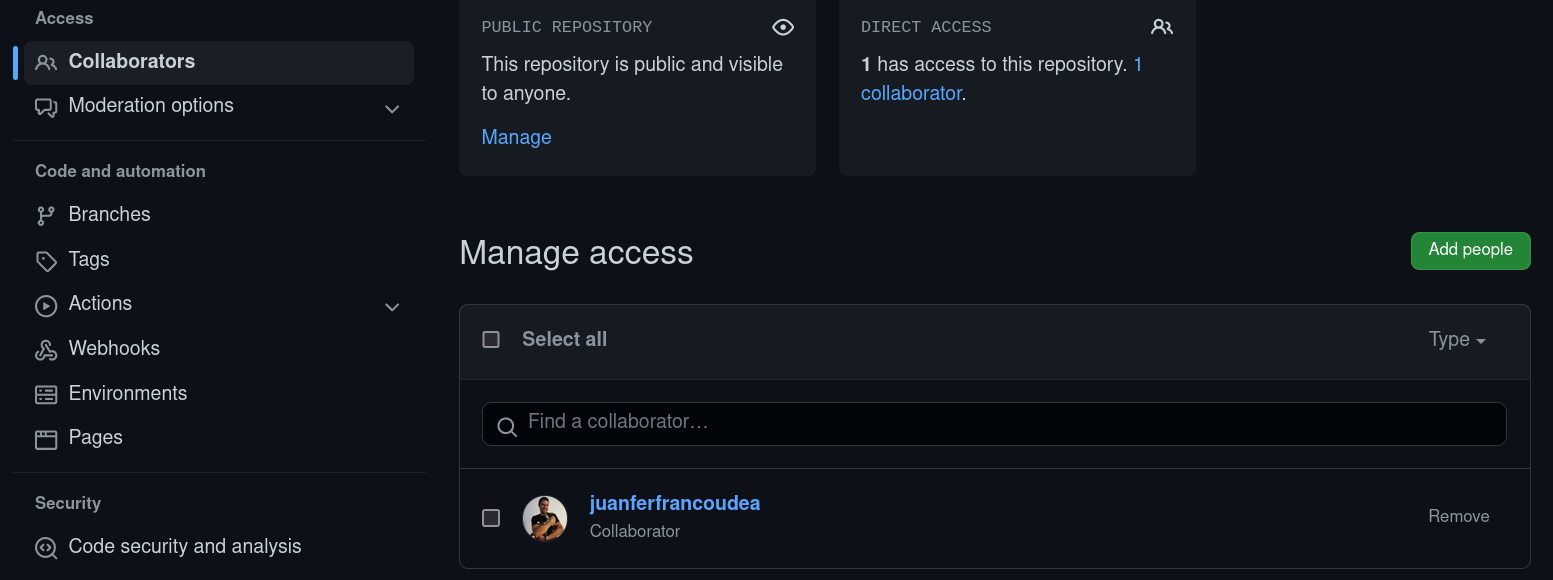 Access
Collaborators
Moderation options
Code and automation
Branches
Tags
Actions
Webhooks
Environments
Pages
Security
Code security and analysis
PUBLIC REPOSITORY
This repository is public and visible
to anyone.
Manage
DIRECT ACCESS
1 has access to this repository. 1
collaborator.
Manage access
Add people
Select all
Type
Find a collaborator…
juanferfrancoudea
Collaborator
Remove